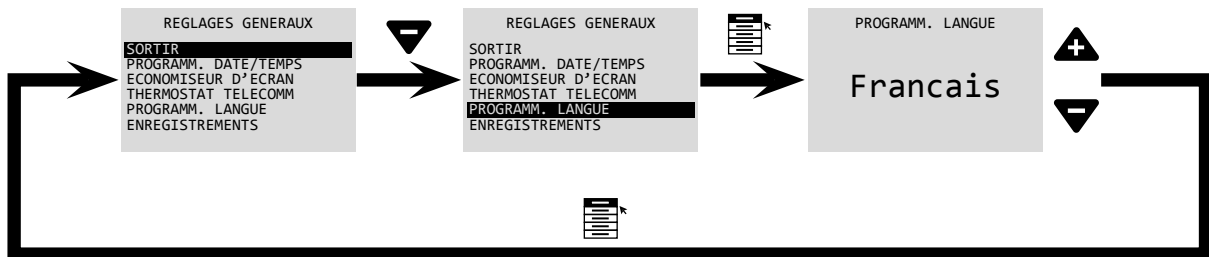 REGLAGES GENERAUX
SORTIR
PROGRAMM. DATE/TEMPS
ECONOMISEUR D'ECRAN
THERMOSTAT TELECOMM
PROGRAMM. LANGUE
ENREGISTREMENTS
REGLAGES GENERAUX
SORTIR
PROGRAMM. DATE/TEMPS
ECONOMISEUR D'ECRAN
THERMOSTAT TELECOMM
PROGRAMM. LANGUE
ENREGISTREMENTS
PROGRAMM. LANGUE
Francais